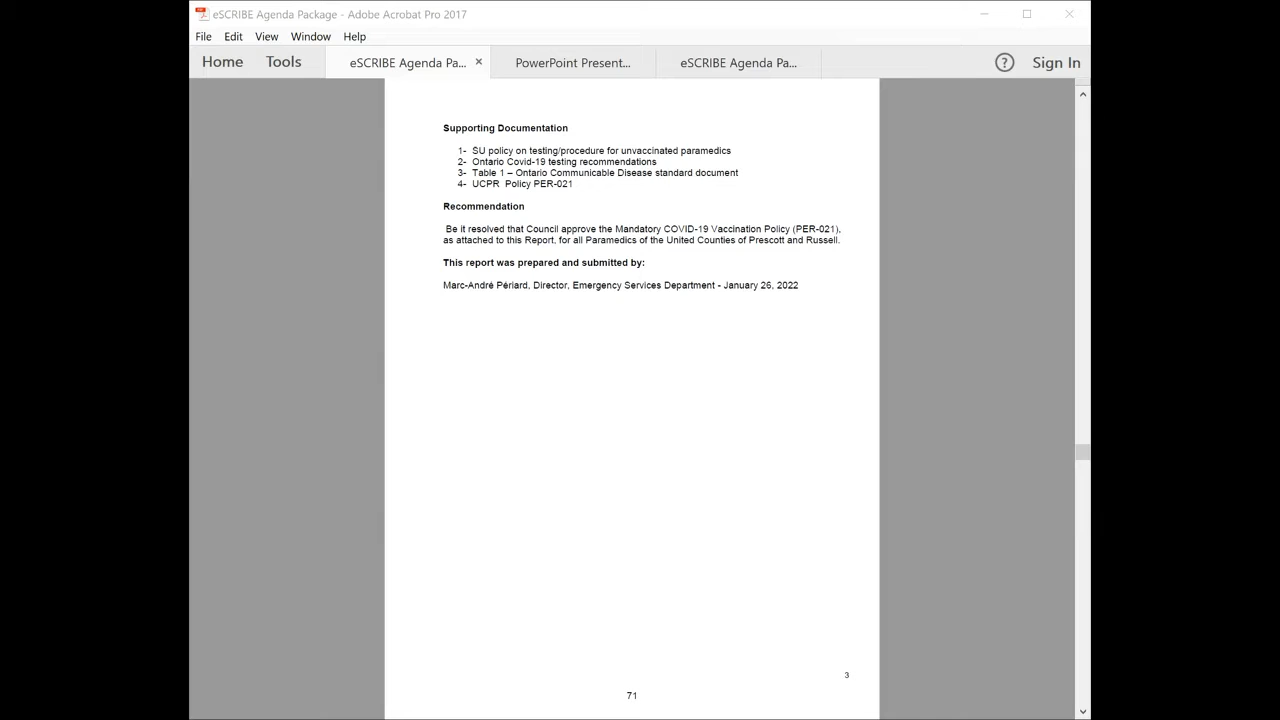 eSCRIBE Agenda Package - Adobe Acrobat Pro 2017
File Edit View Window Help
Home Tools eSCRIBE Agenda Pa... × PowerPoint Present... eSCRIBE Agenda Pa... ? Sign In
Supporting Documentation
1- SU policy on testing/procedure for unvaccinated paramedics
2- Ontario Covid-19 testing recommendations
3- Table 1 – Ontario Communicable Disease standard document
4- UCPR Policy PER-021
Recommendation
Be it resolved that Council approve the Mandatory COVID-19 Vaccination Policy (PER-021),
as attached to this Report, for all Paramedics of the United Counties of Prescott and Russell.
This report was prepared and submitted by:
Marc-André Périard, Director, Emergency Services Department - January 26, 2022
3
71